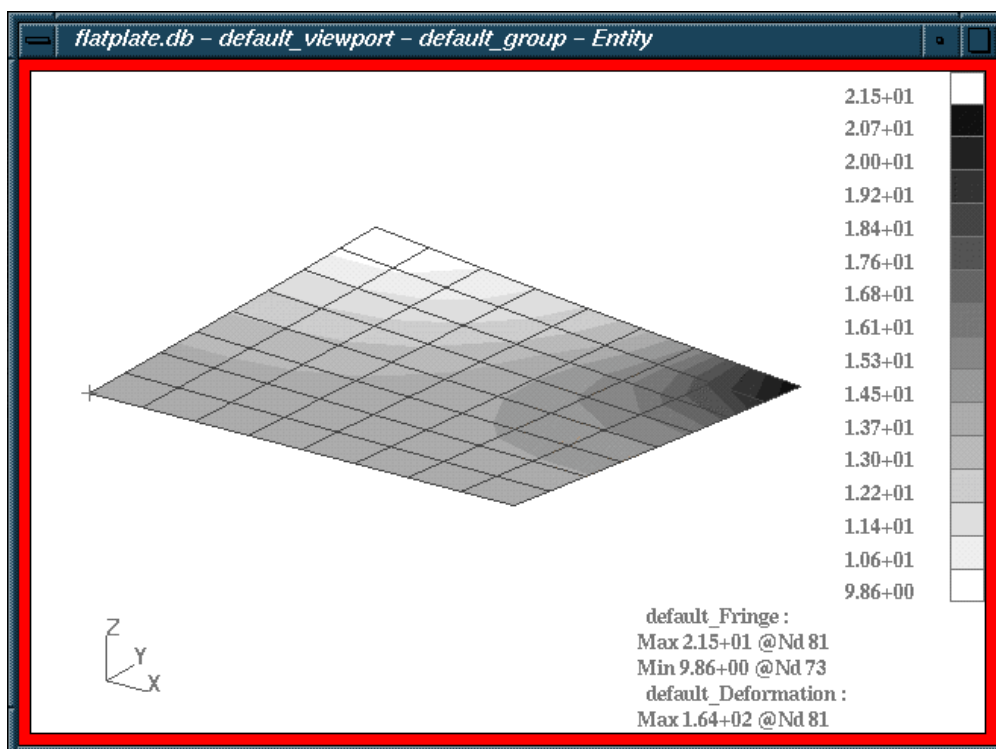 flatplate.db – default_viewport – default_group – Entity
2.15+01
2.07+01
2.00+01
1.92+01
1.84+01
1.76+01
1.68+01
1.61+01
1.53+01
1.45+01
1.37+01
1.30+01
1.22+01
1.14+01
1.06+01
9.86+00
default_Fringe :
Max 2.15+01 @Nd 81
Min 9.86+00 @Nd 73
default_Deformation :
Max 1.64+02 @Nd 81
Z
Y
X